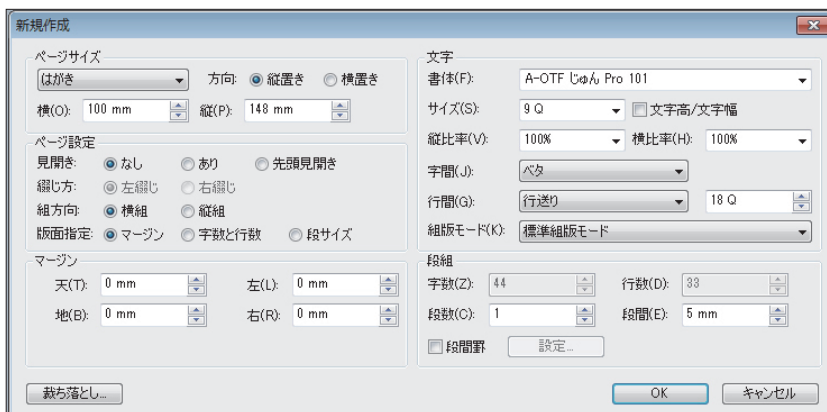 新規作成
ページサイズ
はがき 方向: 縦置き 横置き
横(O): 100 mm 縦(P): 148 mm
ページ設定
見開き: なし あり 先頭見開き
綴じ方: 左綴じ 右綴じ
組方向: 横組 縦組
版面指定: マージン 字数と行数 段サイズ
マージン
天(T): 0 mm 左(L): 0 mm
地(B): 0 mm 右(R): 0 mm
裁ち落とし...
文字
書体(F): A-OTF じゅん Pro 101
サイズ(S): 9 Q 文字高/文字幅
縦比率(V): 100% 横比率(H): 100%
字間(J): ベタ
行間(G): 行送り 18 Q
組版モード(K): 標準組版モード
段組
字数(Z): 44 行数(D): 33
段数(C): 1 段間(E): 5 mm
段間罫 設定...
OK キャンセル